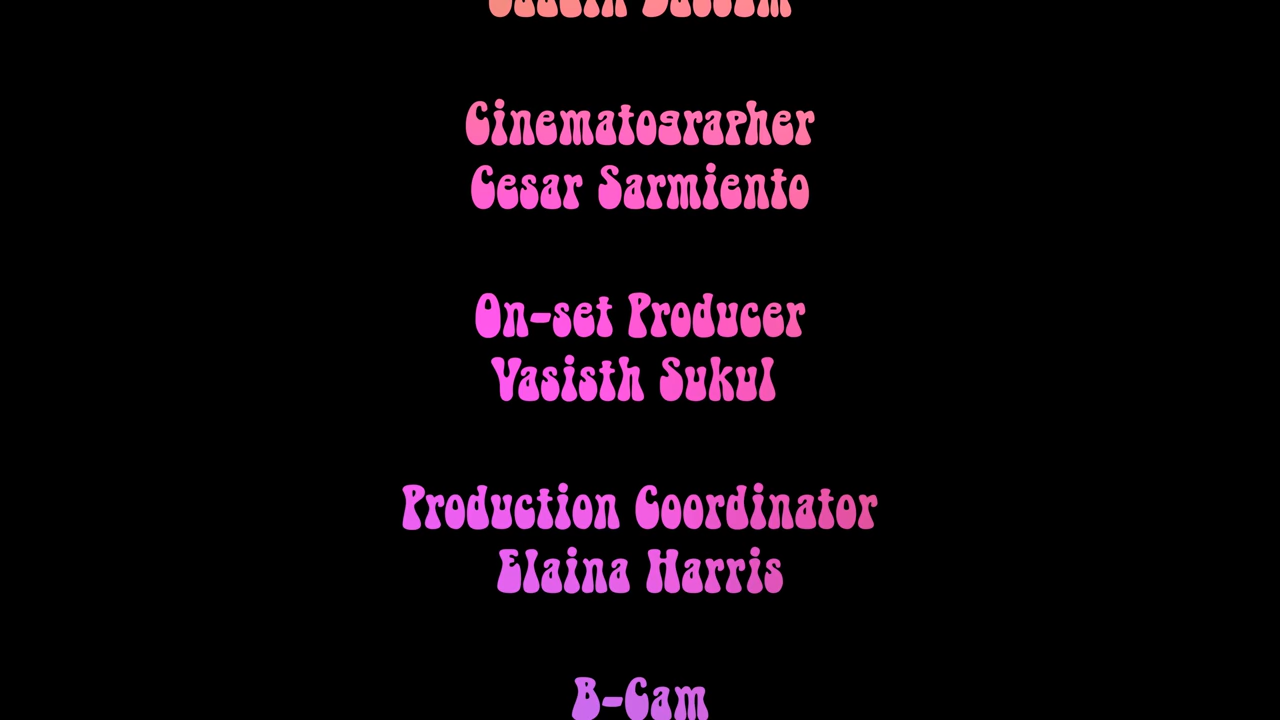 Cinematographer
Cesar Sarmiento
On-set Producer
Vasisth Sukul
Production Coordinator
Elaina Harris
B-Cam